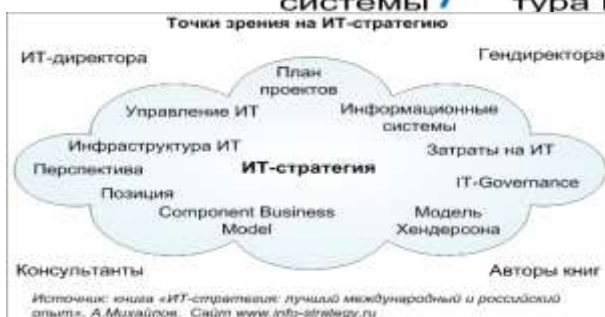 системы
тура
Точки зрения на ИТ-стратегию
ИТ-директора
Гендиректора
План
проектов
Управление ИТ
Информационные
системы
Инфраструктура ИТ
Затраты на ИТ
Перспектива
ИТ-стратегия
IT-Governance
Позиция
Component Business
Model
Модель
Хендерсона
Консультанты
Авторы книг
Источник: книга «ИТ-стратегия: лучший международный и российский
опыт», А.Михайлов. Сайт www.info-strategy.ru